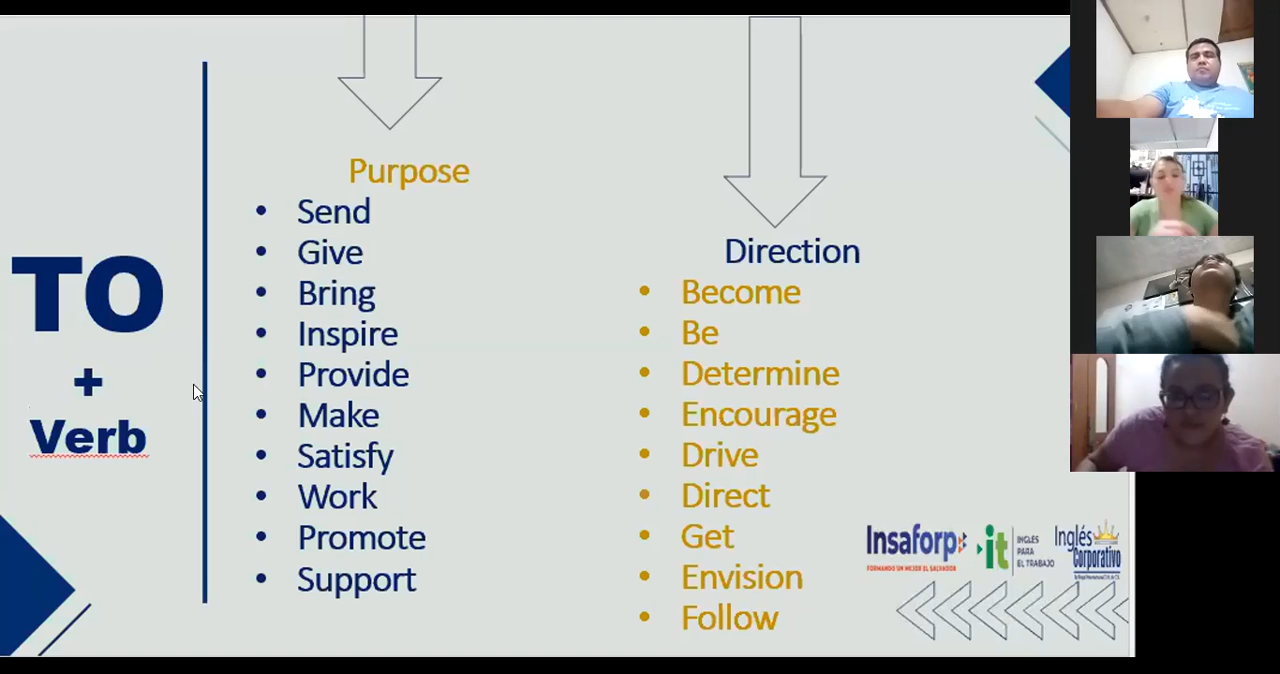 TO
+
Verb
Purpose
Send
Give
Bring
Inspire
Provide
Make
Satisfy
Work
Promote
Support
Direction
Become
Be
Determine
Encourage
Drive
Direct
Get
Envision
Follow
Insaforp
FORMANDO UN MEJOR EL SALVADOR
it
INGLÉS
PARA
EL TRABAJO
Inglés
Corporativo